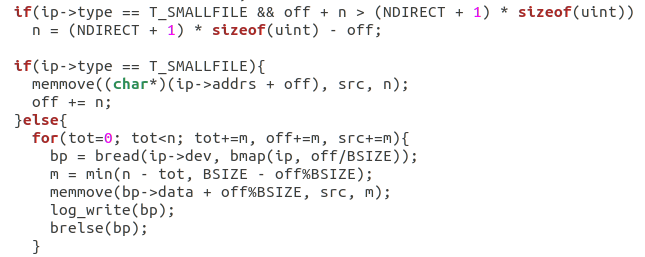 if(ip->type == T_SMALLFILE && off + n > (NDIRECT + 1) * sizeof(uint))
  n = (NDIRECT + 1) * sizeof(uint) - off;

if(ip->type == T_SMALLFILE){
  memmove((char*)(ip->addrs + off), src, n);
  off += n;
}else{
  for(tot=0; tot<n; tot+=m, off+=m, src+=m){
    bp = bread(ip->dev, bmap(ip, off/BSIZE));
    m = min(n - tot, BSIZE - off%BSIZE);
    memmove(bp->data + off%BSIZE, src, m);
    log_write(bp);
    brelse(bp);
  }